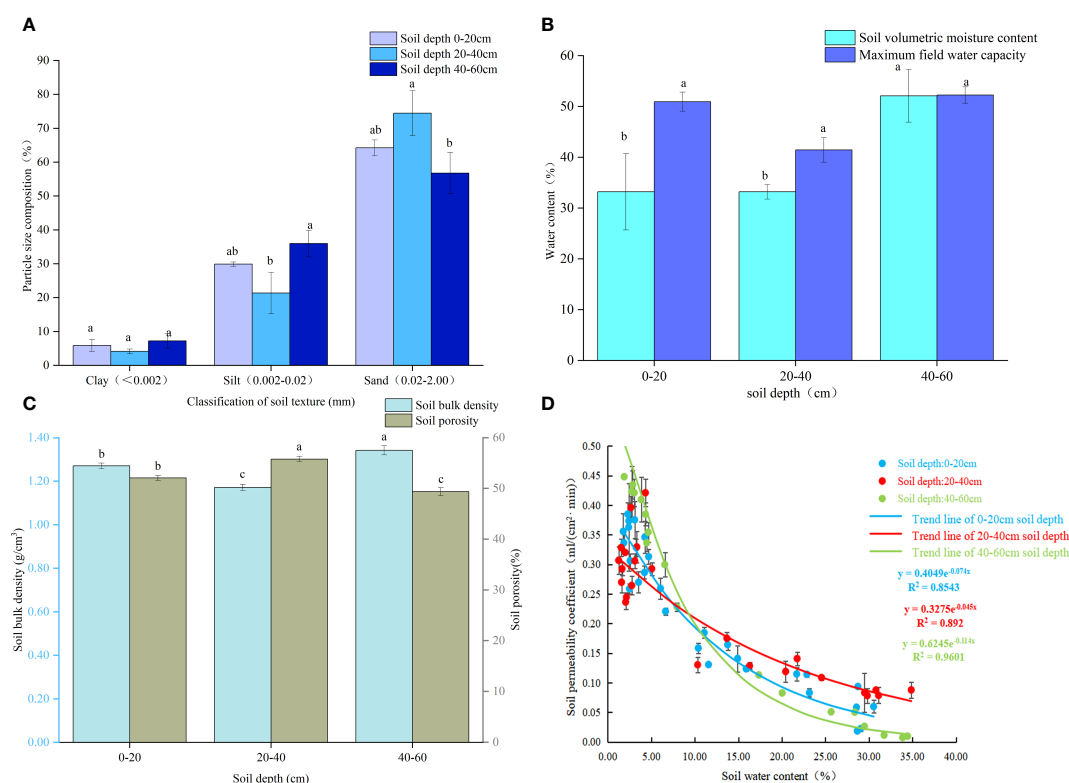 A
Soil depth 0-20cm
Soil depth 20-40cm
Soil depth 40-60cm
90
80
70
60
50
40
30
20
10
0
Particle size composition（%）
a
a
a
ab
b
a
ab
a
b
Clay（＜0.002）
Silt（0.002-0.02）
Sand（0.02-2.00）
Classification of soil texture (mm)
B
Soil volumetric moisture content
Maximum field water capacity
60
50
40
30
20
10
0
Water content（%）
b
a
b
a
a
a
0-20
20-40
40-60
soil depth（cm）
C
Soil bulk density
Soil porosity
1.40
1.20
1.00
0.80
0.60
0.40
0.20
0.00
Soil bulk density (g/cm³)
b
b
c
a
a
c
60
50
40
30
20
10
0
Soil porosity(%)
0-20
20-40
40-60
Soil depth (cm)
D
0.50
0.45
0.40
0.35
0.30
0.25
0.20
0.15
0.10
0.05
0.00
Soil permenbility coefficient (ml/(cm²· min))
Soil depth:0-20cm
Soil depth:20-40cm
Soil depth:40-60cm
Trend line of 0-20cm soil depth
Trend line of 20-40cm soil depth
Trend line of 40-60cm soil depth
y = 0.4049e^-0.074x
R² = 0.8543
y = 0.3275e^-0.045x
R² = 0.892
y = 0.6245e^-0.114x
R² = 0.9601
0.00
5.00
10.00
15.00
20.00
25.00
30.00
35.00
40.00
Soil water content（%）